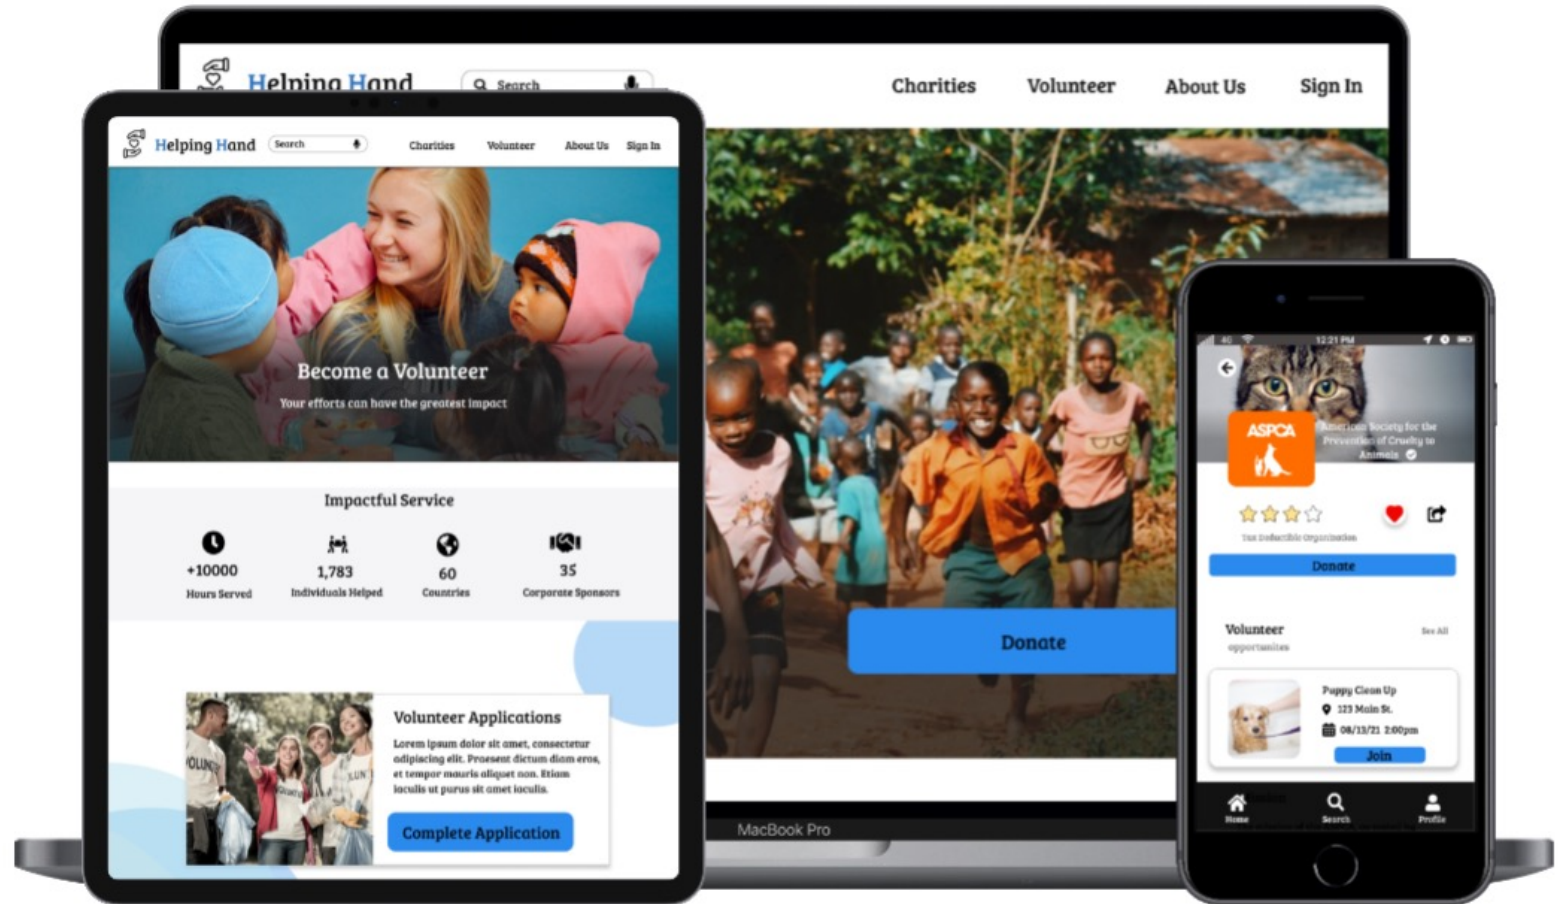 Helping Hand
Search
Charities
Volunteer
About Us
Sign In
Donate
MacBook Pro
Helping Hand
Search
Charities
Volunteer
About Us
Sign In
Become a Volunteer
Your efforts can have the greatest impact
Impactful Service
+10000
Hours Served
1,783
Individuals Helped
60
Countries
35
Corporate Sponsors
VOLUN
Volunteer Applications
Lorem ipsum dolor sit amet, consectetur
adipiscing elit. Praesent dictum diam eros,
et tempor mauris aliquet non. Etiam
iaculis ut purus sit amet iaculis.
Complete Application
4G
12:21 PM
ASPCA
American Society for the
Prevention of Cruelty to
Animals
Tax Deductible Organization
Donate
Volunteer
See All
opportunites
Puppy Clean Up
123 Main St.
08/13/21 2:00pm
Join
Home
Search
Profile